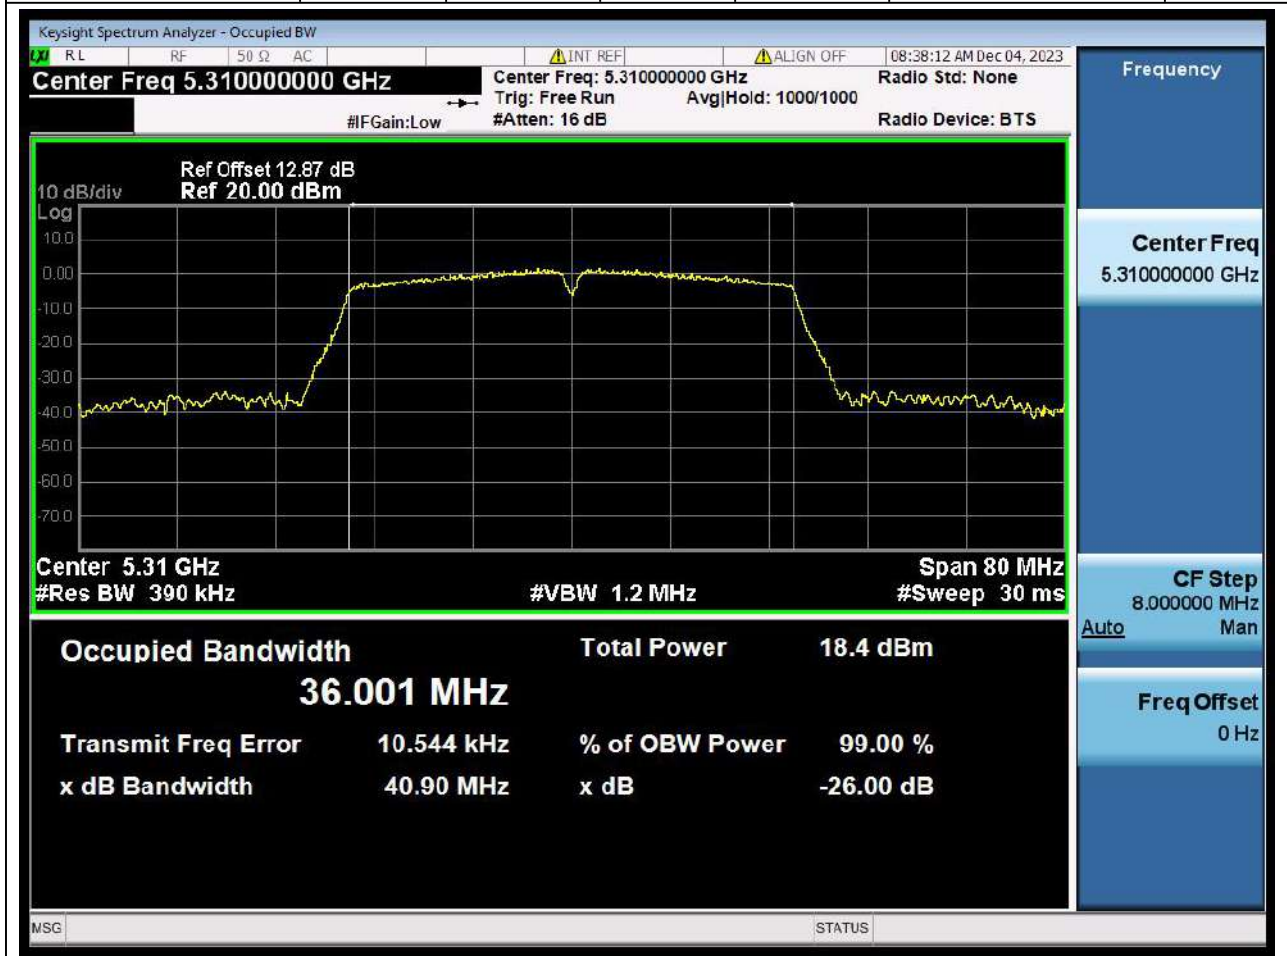 Keysight Spectrum Analyzer - Occupied BW
LXI RL RF 50 Ω AC INT REF ALIGN OFF 08:38:12 AM Dec 04, 2023
Center Freq 5.310000000 GHz
Center Freq: 5.310000000 GHz Radio Std: None
Trig: Free Run Avg|Hold: 1000/1000
#IFGain:Low #Atten: 16 dB Radio Device: BTS
Frequency
Ref Offset 12.87 dB
10 dB/div Ref 20.00 dBm
Log
10.0
0.00
-10.0
-20.0
-30.0
-40.0
-50.0
-60.0
-70.0
Center 5.31 GHz Span 80 MHz
#Res BW 390 kHz #VBW 1.2 MHz #Sweep 30 ms
Occupied Bandwidth Total Power 18.4 dBm
36.001 MHz
Transmit Freq Error 10.544 kHz % of OBW Power 99.00 %
x dB Bandwidth 40.90 MHz x dB -26.00 dB
Center Freq
5.310000000 GHz
CF Step
8.000000 MHz
Auto Man
Freq Offset
0 Hz
MSG STATUS